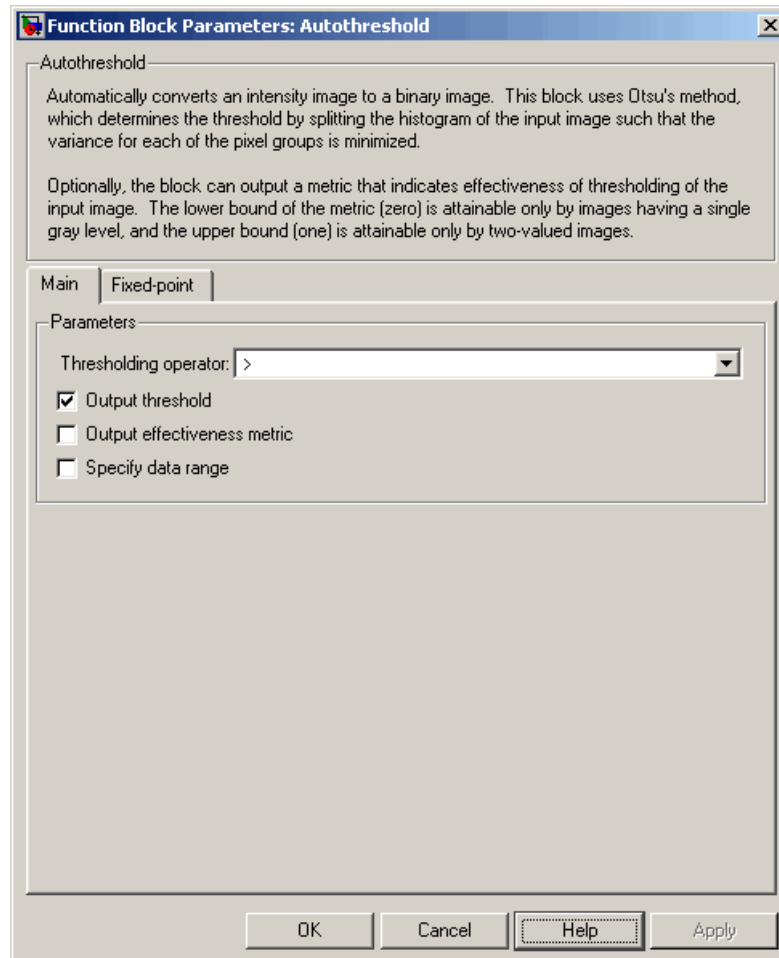 Function Block Parameters: Autothreshold
Autothreshold
Automatically converts an intensity image to a binary image.  This block uses Otsu's method,
which determines the threshold by splitting the histogram of the input image such that the
variance for each of the pixel groups is minimized.
Optionally, the block can output a metric that indicates effectiveness of thresholding of the
input image.  The lower bound of the metric (zero) is attainable only by images having a single
gray level, and the upper bound (one) is attainable only by two-valued images.
Main Fixed-point
Parameters
Thresholding operator: >
Output threshold
Output effectiveness metric
Specify data range
OK Cancel Help Apply